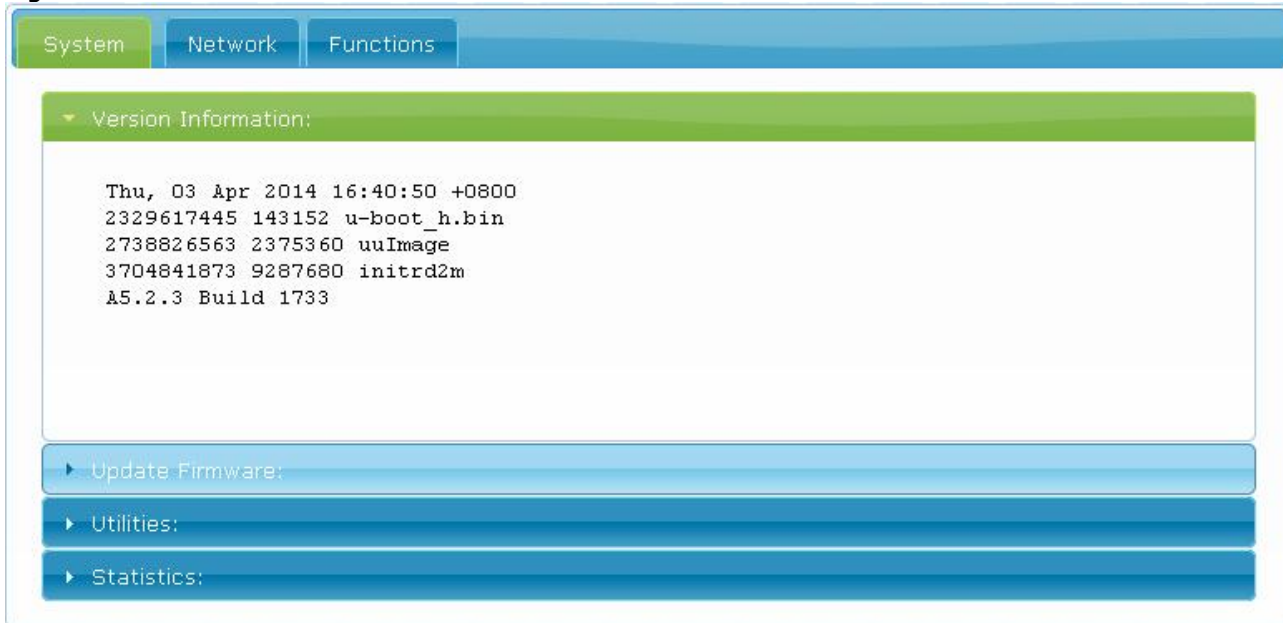 System Network Functions
Version Information:
Thu, 03 Apr 2014 16:40:50 +0800
2329617445 143152 u-boot_h.bin
2738826563 2375360 uuImage
3704841873 9287680 initrd2m
A5.2.3 Build 1733
Update Firmware:
Utilities:
Statistics: